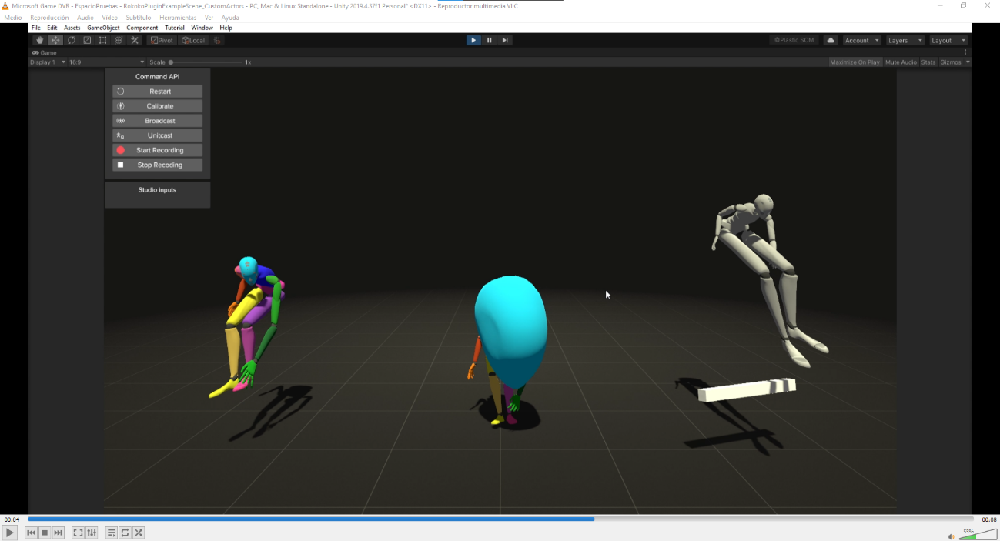 Microsoft Game DVR - EspacioPruebas - RokokoPluginExampleScene_CustomActors - PC, Mac & Linux Standalone - Unity 2019.4.37f1 Personal* <DX11> - Reproductor multimedia VLC
Medio Reproducción Audio Vídeo Subtítulo Herramientas Ver Ayuda
File Edit Assets GameObject Component Tutorial Window Help
Pivot Local Plastic SCM Account Layers Layout
Game
Display 1 16:9 Scale 1x Maximize On Play Mute Audio Stats Gizmos
Command API
Restart
Calibrate
Broadcast
Unitcast
Start Recording
Stop Recoding
Studio inputs
00:04 00:08
55%